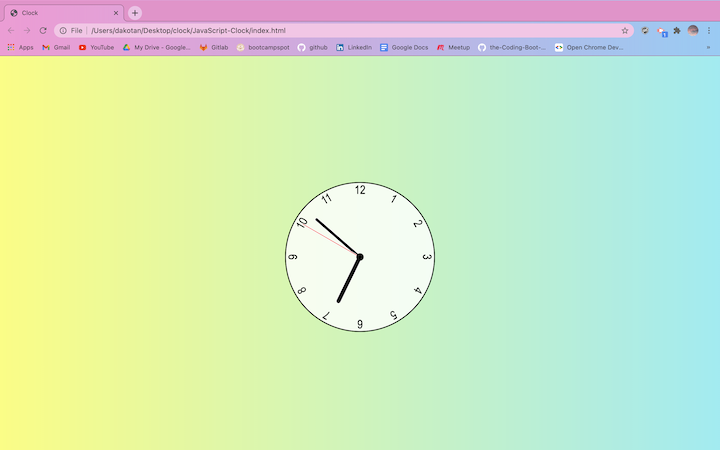 Clock
File /Users/dakotan/Desktop/clock/JavaScript-Clock/index.html
Apps Gmail YouTube My Drive - Google... Gitlab bootcampspot github LinkedIn Google Docs Meetup the-Coding-Boot-... Open Chrome Dev... »
12
11 1
10 2
9 3
8 4
7 5
6